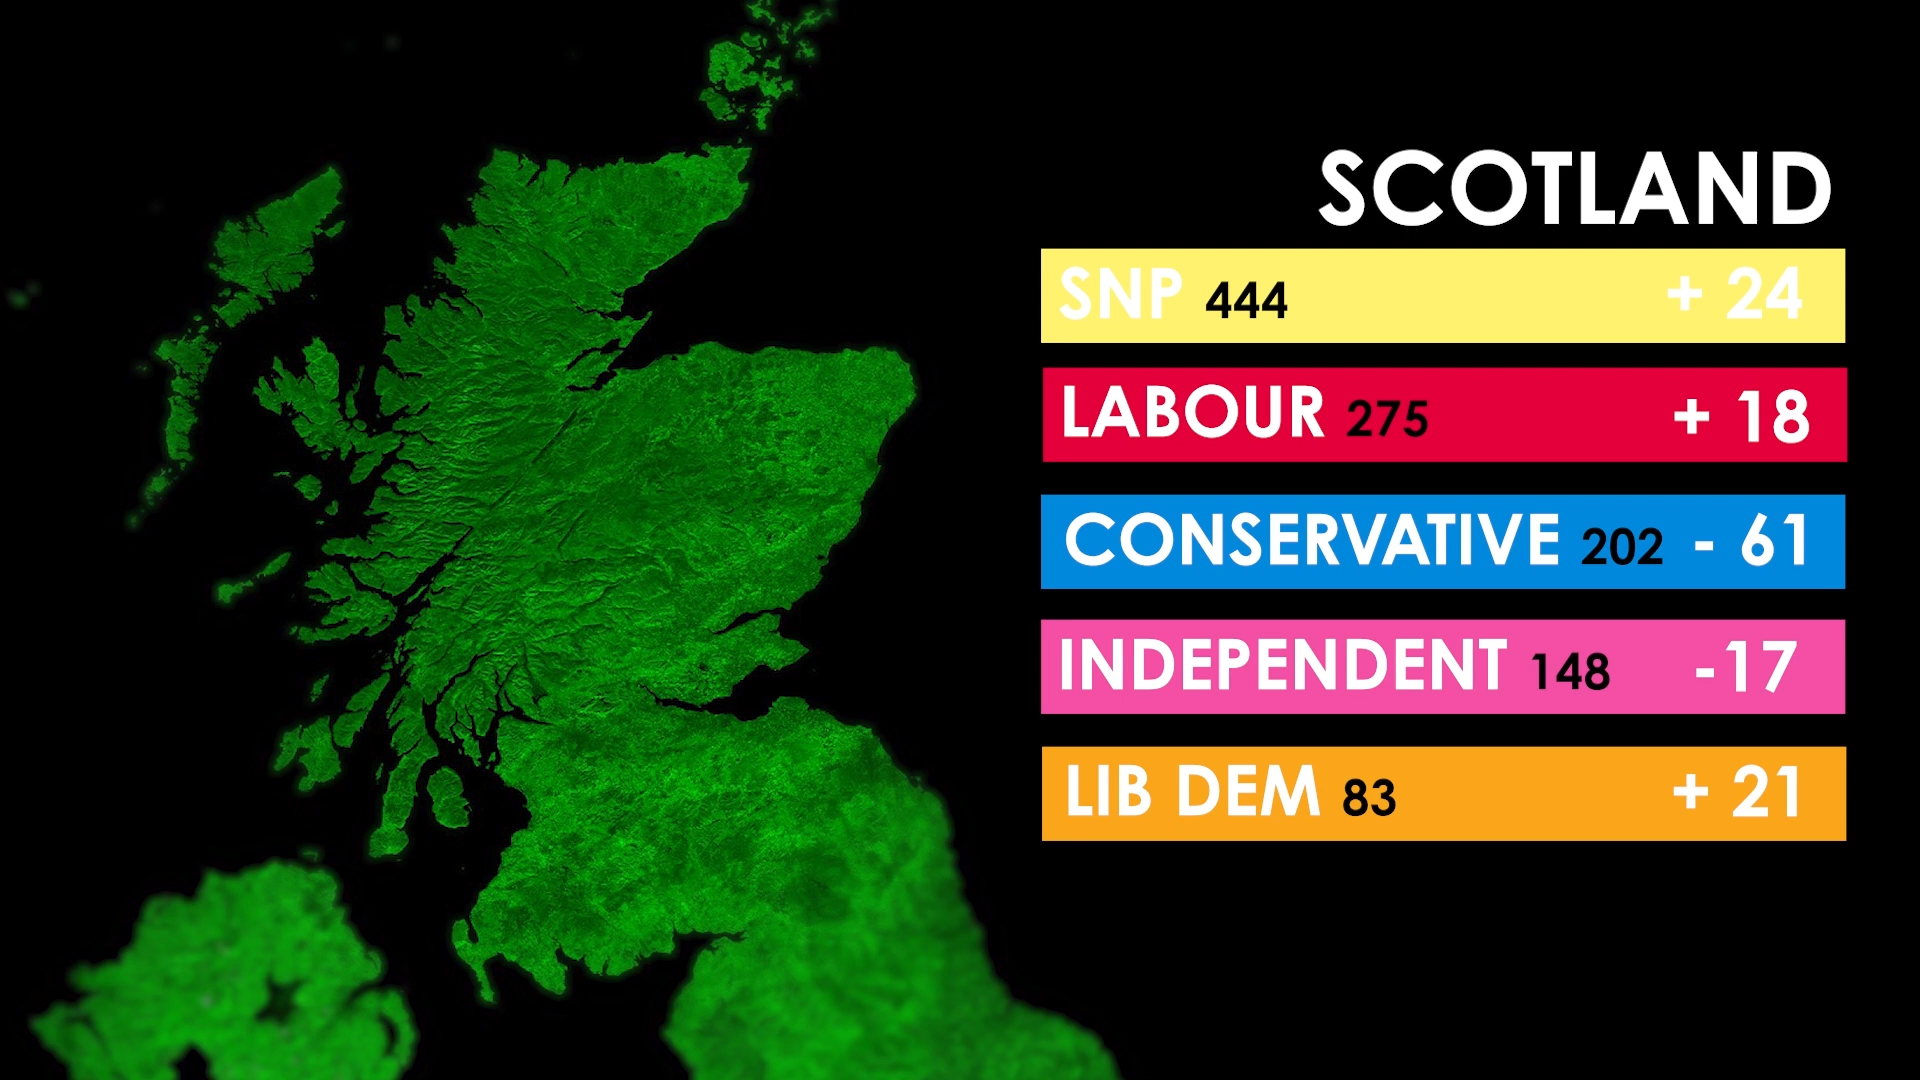 SCOTLAND
SNP 444 + 24
LABOUR 275 + 18
CONSERVATIVE 202 - 61
INDEPENDENT 148 -17
LIB DEM 83 + 21